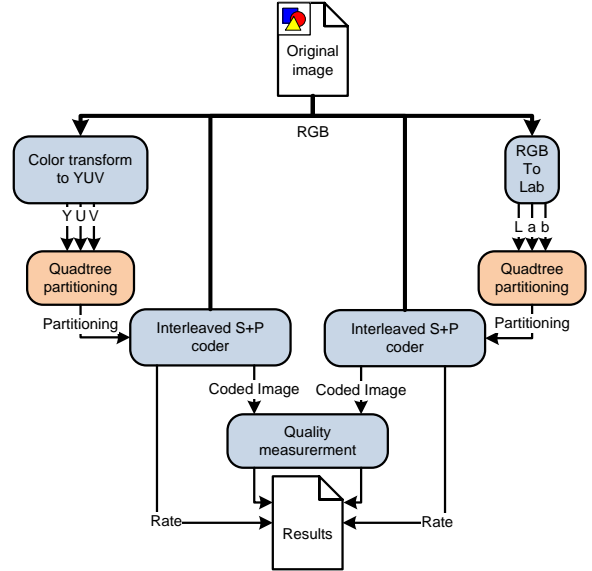 Original
image
RGB
Color transform
to YUV
RGB
To
Lab
Y U V
L a b
Quadtree
partitioning
Quadtree
partitioning
Partitioning
Partitioning
Interleaved S+P
coder
Interleaved S+P
coder
Coded Image
Coded Image
Quality
measurerment
Rate
Results
Rate